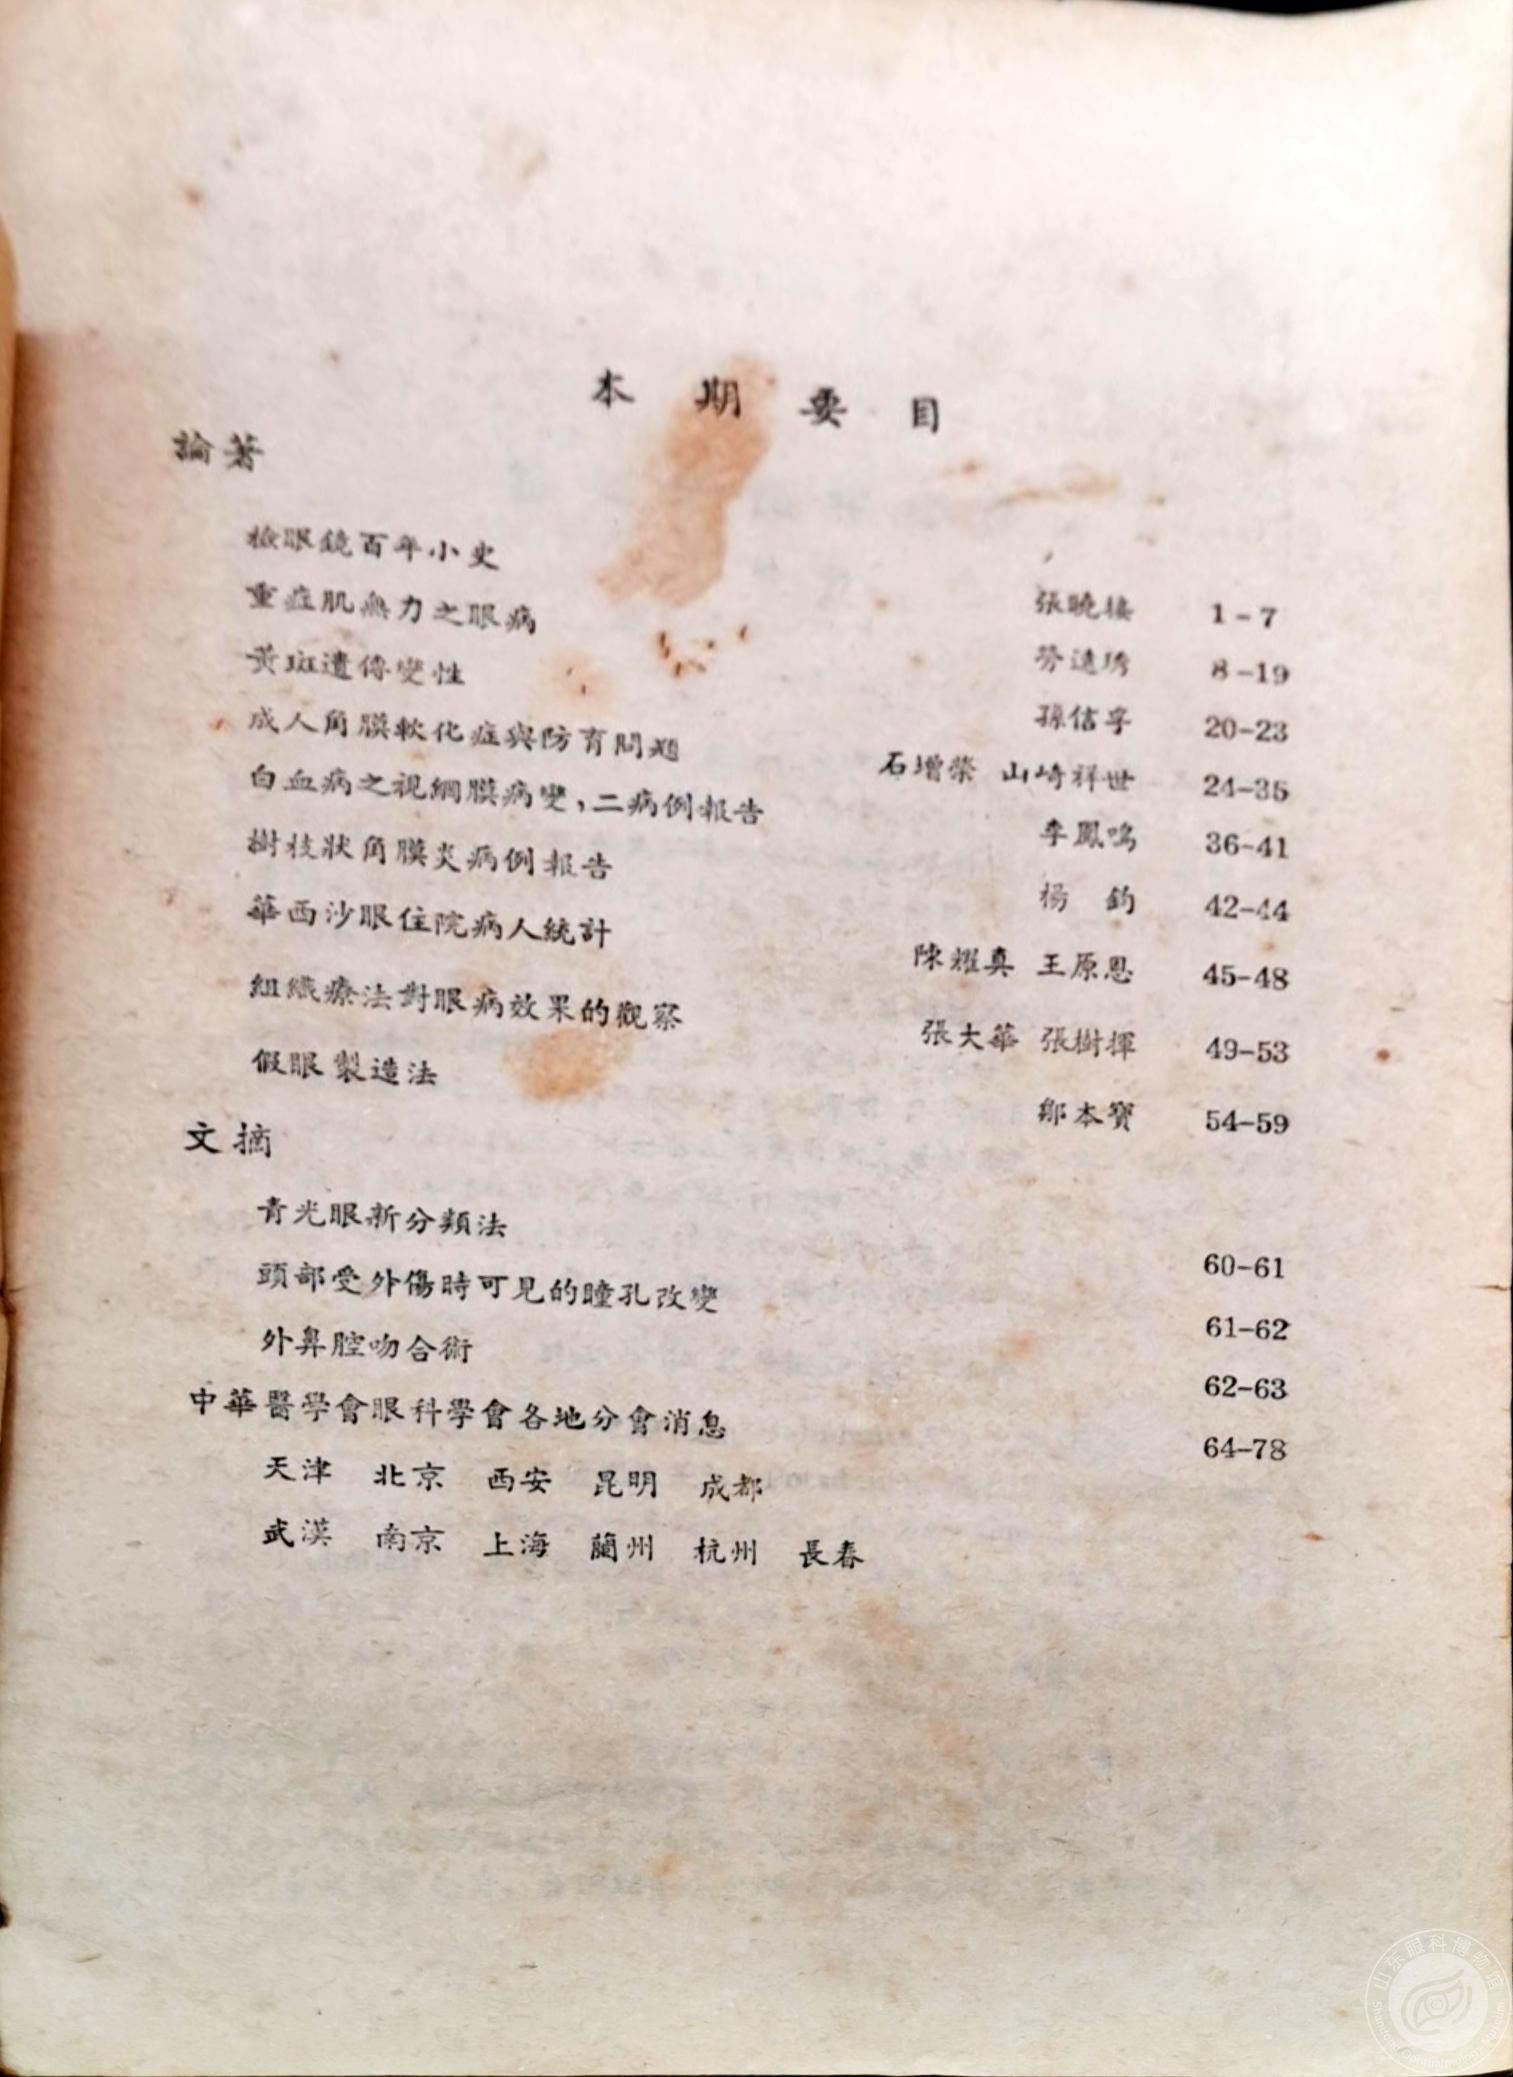 本期要目
論著
檢眼鏡百年小史 張曉樓 1-7
重症肌無力之眼病 勞遠琇 8-19
黃斑遺傳變性 孫信孚 20-23
成人角膜軟化症與防盲問題 石增榮 山崎祥世 24-35
白血病之視網膜病變,二病例報告 李鳳鳴 36-41
樹枝狀角膜炎病例報告 楊鈞 42-44
華西沙眼住院病人統計 陳耀真 王原恩 45-48
組織療法對眼病效果的觀察 張大華 張樹揮 49-53
假眼製造法 鄒本寶 54-59
文摘
青光眼新分類法 60-61
頭部受外傷時可見的瞳孔改變 61-62
外鼻腔吻合術 62-63
中華醫學會眼科學會各地分會消息 64-78
天津 北京 西安 昆明 成都
武漢 南京 上海 蘭州 杭州 長春
山东眼科博物馆